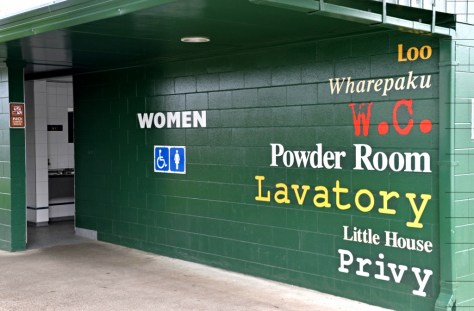 Loo
Wharepaku
W.C.
WOMEN
Powder Room
Lavatory
Little House
Privy